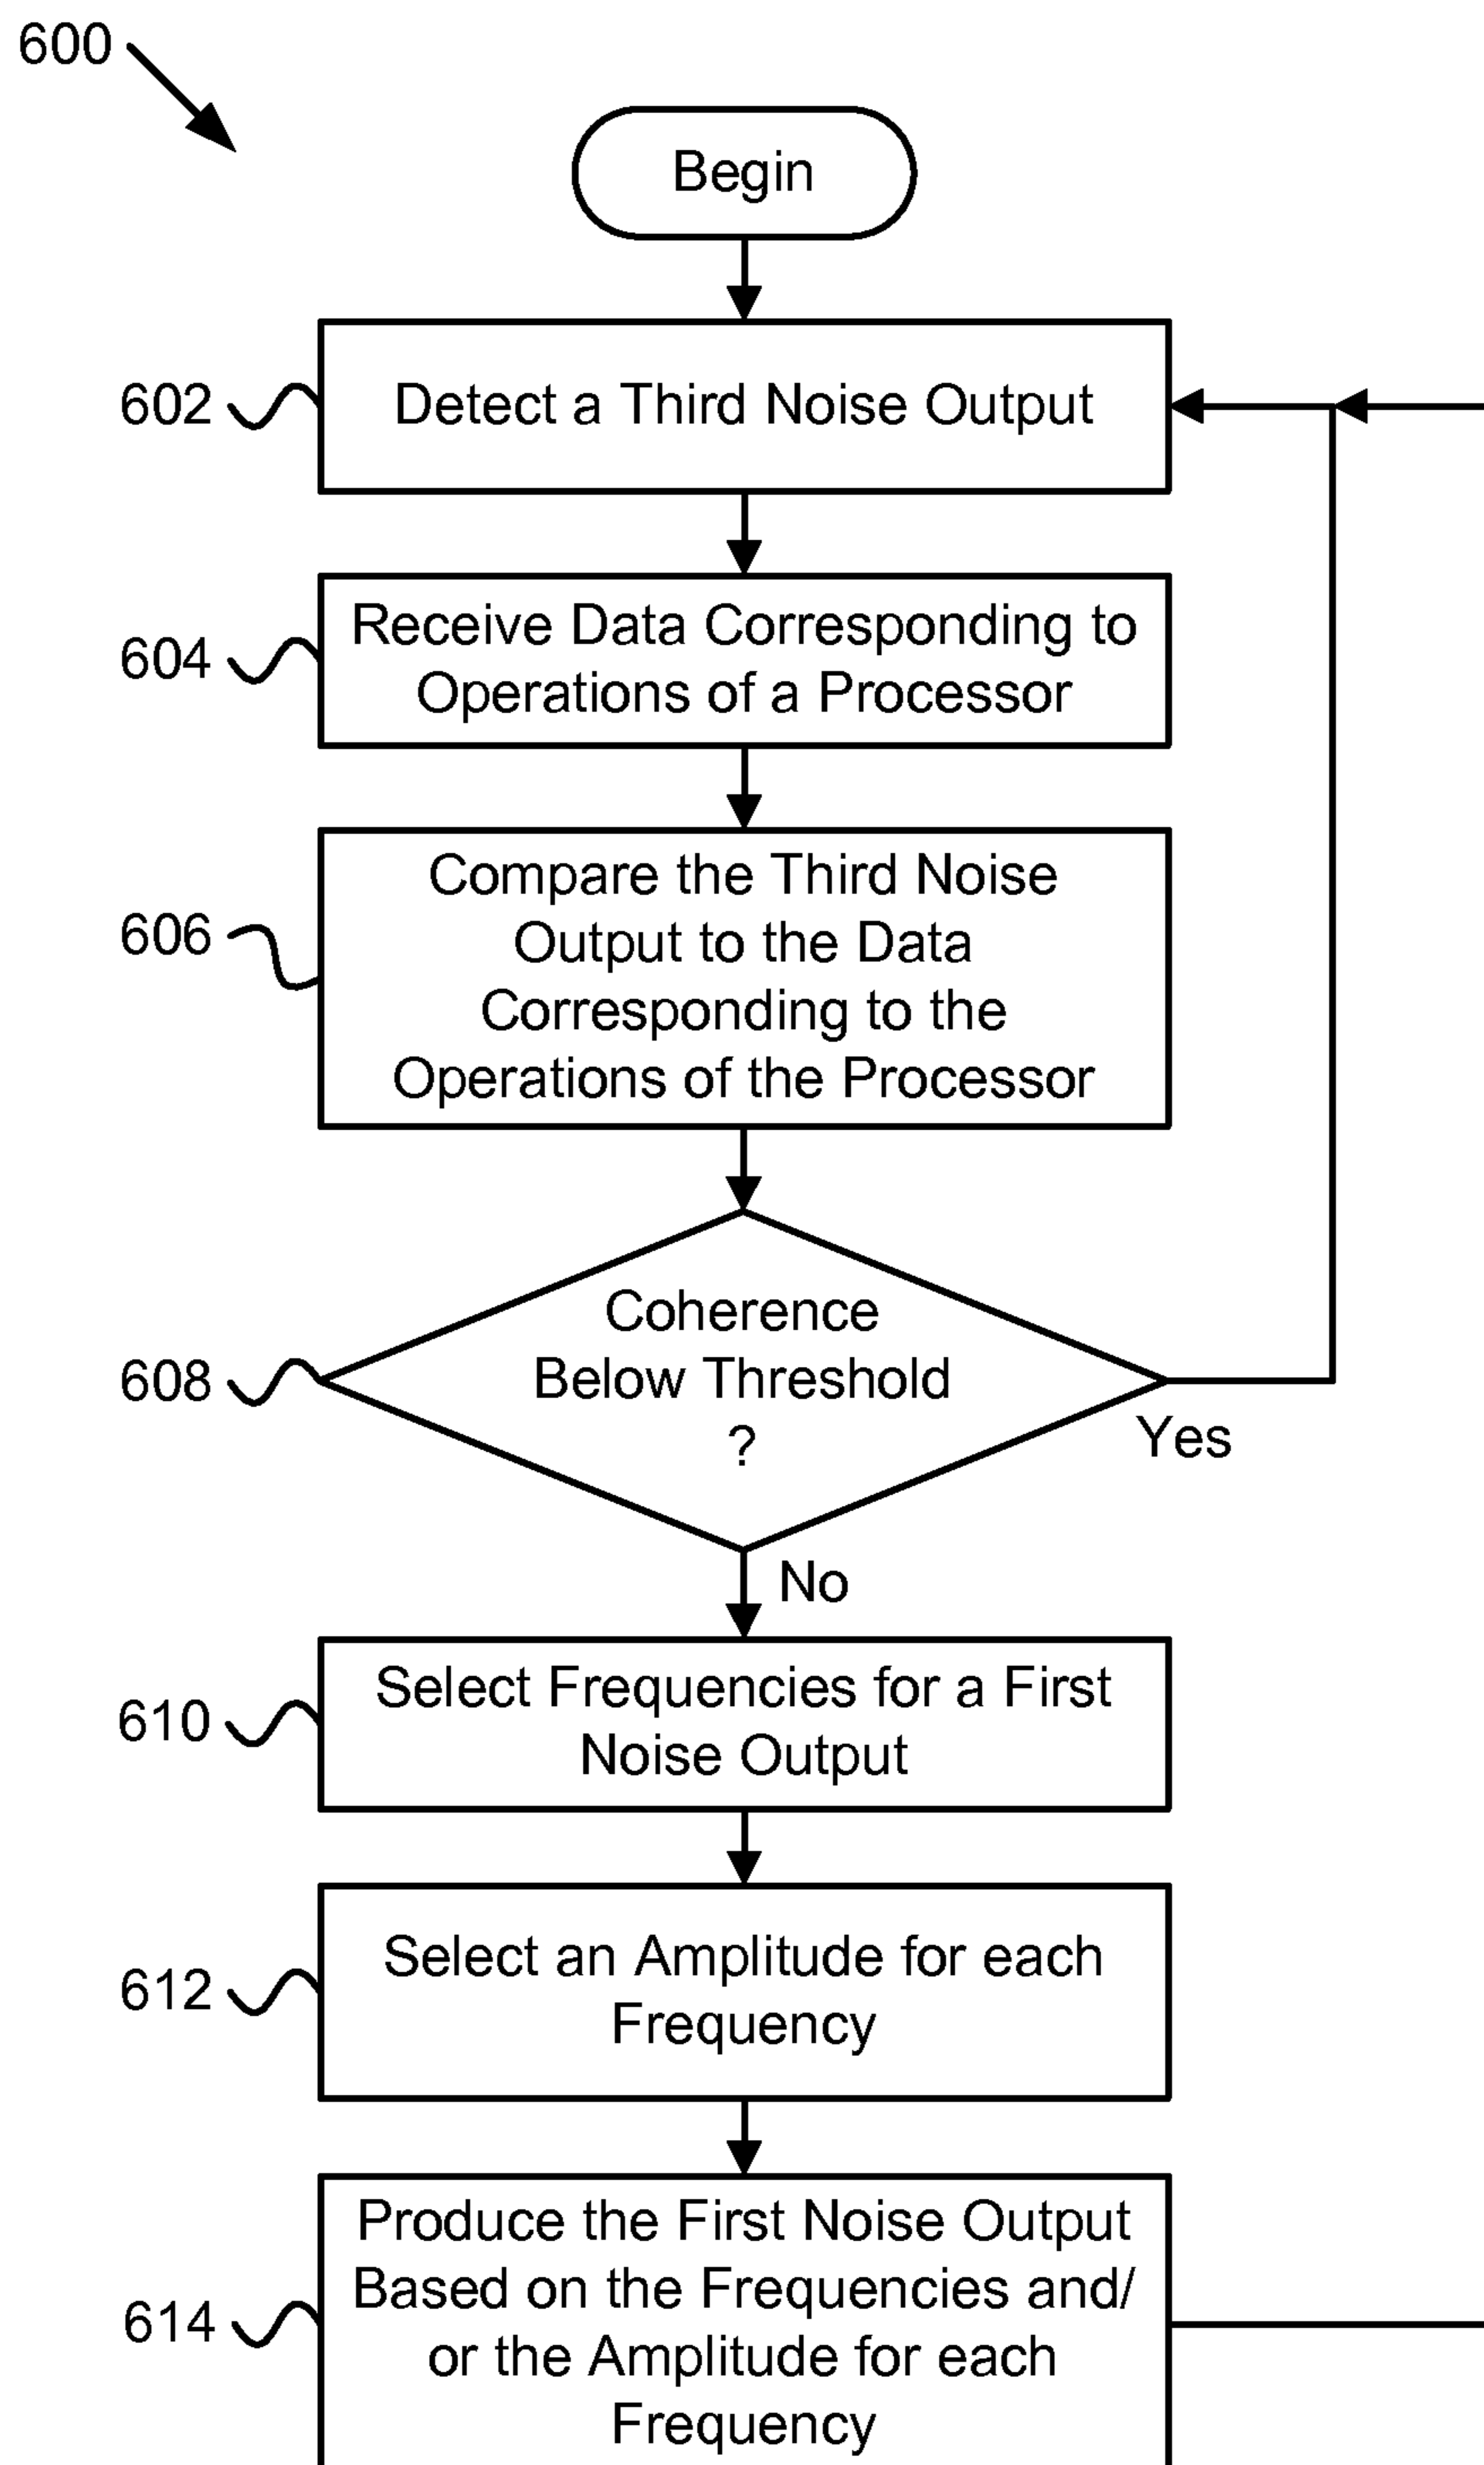 600
Begin
602
Detect a Third Noise Output
604
Receive Data Corresponding to
Operations of a Processor
606
Compare the Third Noise
Output to the Data
Corresponding to the
Operations of the Processor
608
Coherence
Below Threshold
?
Yes
No
610
Select Frequencies for a First
Noise Output
612
Select an Amplitude for each
Frequency
614
Produce the First Noise Output
Based on the Frequencies and/
or the Amplitude for each
Frequency